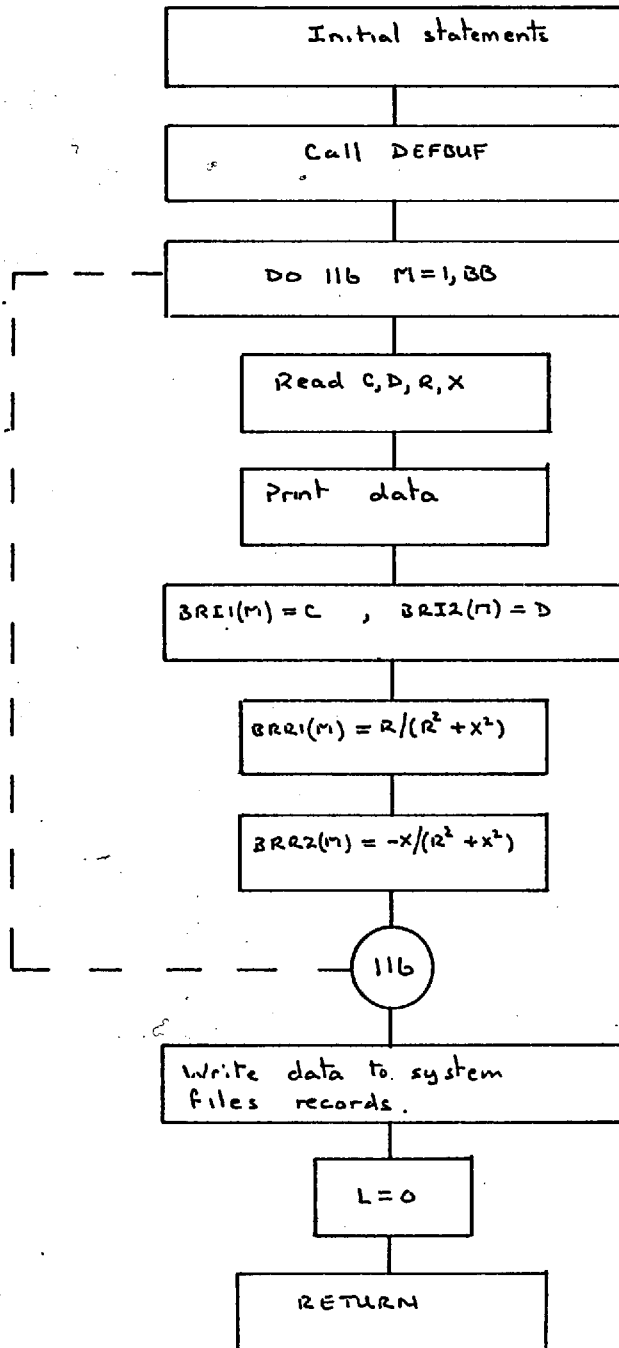 Initial statements
Call DEFBUF
Do 116 M=1,BB
Read C,D,R,X
Print data
BRI1(M) = C , BRI2(M) = D
BRR1(M) = R/(R² + X²)
BRR2(M) = -X/(R² + X²)
116
Write data to system
files records.
L=0
RETURN